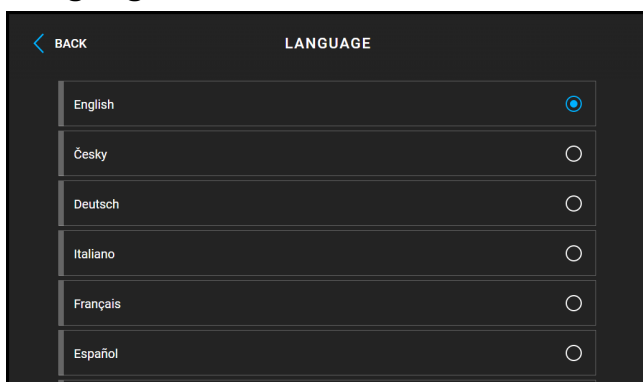 BACK
LANGUAGE
English
Česky
Deutsch
Italiano
Français
Español